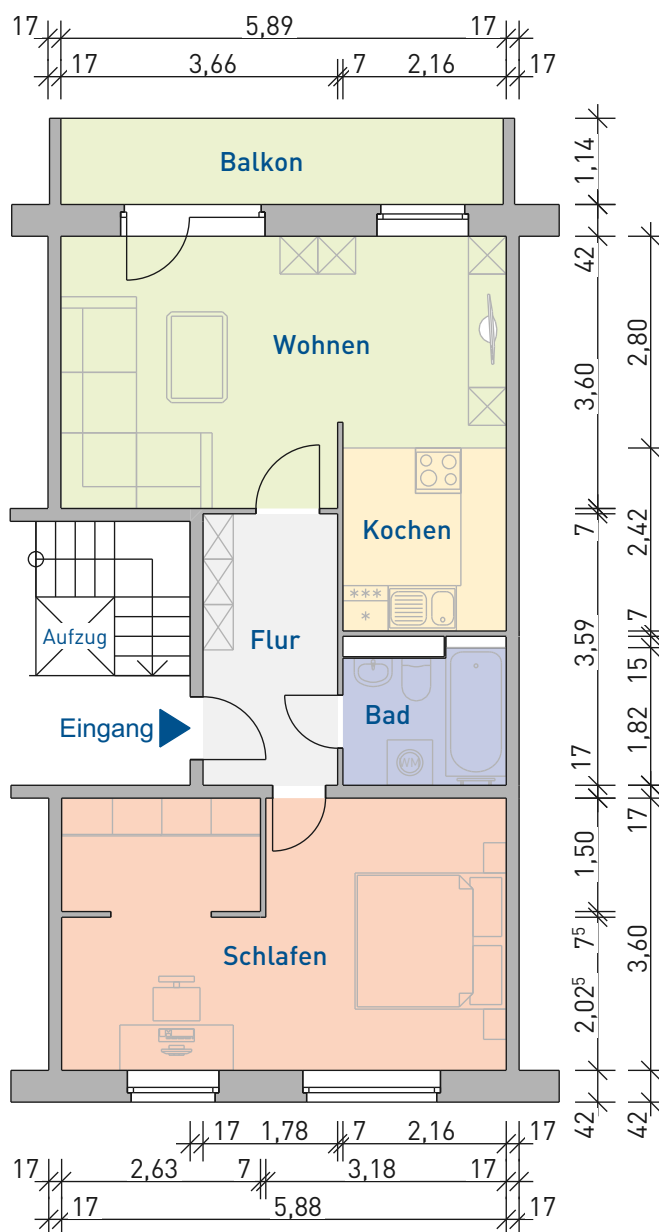 17 5,89 17
17 3,66 7 2,16 17
Balkon
1,14
42
Wohnen
2,80
3,60
Kochen
7
2,42
Aufzug
Flur
3,59
7
15
Eingang
Bad
1,82
17
17
1,50
Schlafen
7⁵
3,60
2,02⁵
42
42
17 1,78 7 2,16 17
17 2,63 7 3,18 17
17 5,88 17
***
*
WM